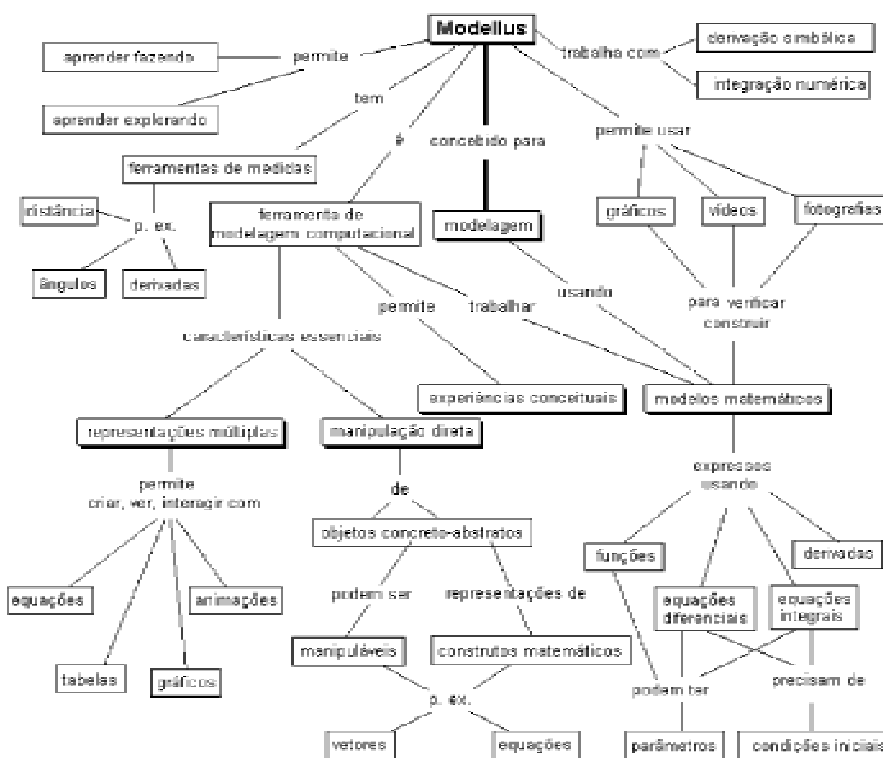 Modellus
permite
trabalha com
derivação simbólica
aprender fazendo
integração numérica
tem
aprender explorando
é
concebido para
permite usar
ferramentas de medidas
distância
p. ex.
ferramenta de
modelagem computacional
modelagem
gráficos
vídeos
fotografias
ângulos
derivadas
permite
trabalhar
usando
para verificar
construir
características essenciais
experiências conceituais
modelos matemáticos
representações múltiplas
manipulação direta
permite
criar, ver, interagir com
de
expressos
usando
objetos concreto-abstratos
funções
derivadas
equações
animações
podem ser
representações de
equações
diferenciais
equações
integrais
tabelas
gráficos
manipuláveis
construtos matemáticos
podem ter
precisam de
p. ex.
vetores
equações
parâmetros
condições iniciais